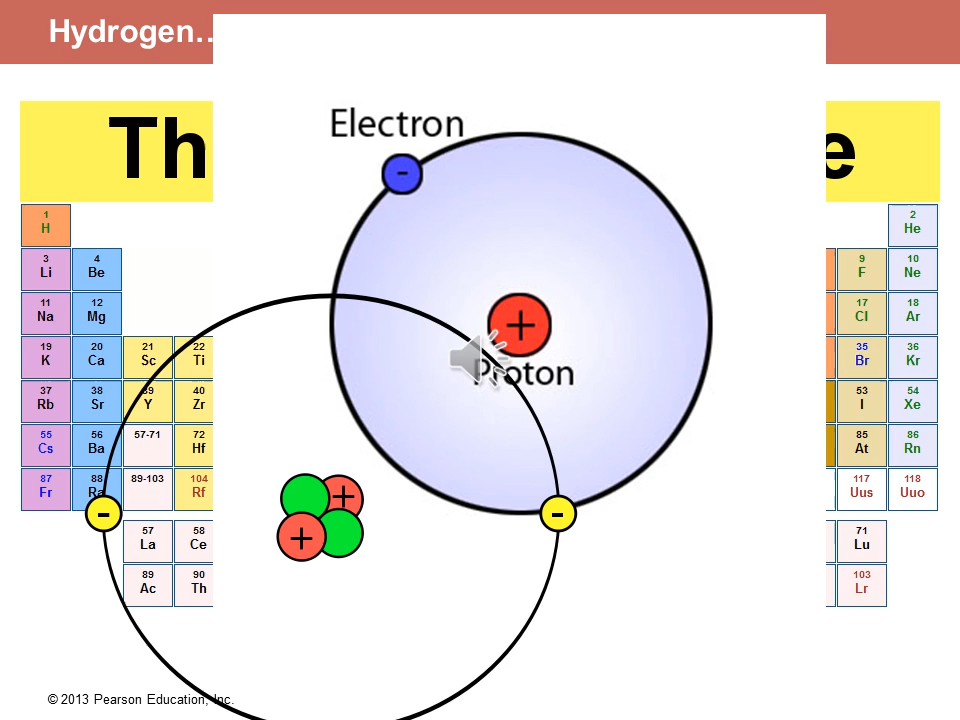 Hydrogen…
Electron
Th e
1 2
H He
3 4 9 10
Li Be F Ne
11 12 17 18
Na Mg Cl Ar
19 20 21 22 35 36
K Ca Sc Ti Br Kr
+
Proton
37 38 39 40 53 54
Rb Sr Y Zr I Xe
55 56 57-71 72 85 86
Cs Ba Hf At Rn
87 88 89-103 104 117 118
Fr Ra Rf Uus Uuo
+
+
- - -
57 58 71
La Ce Lu
89 90 103
Ac Th Lr
© 2013 Pearson Education, Inc.